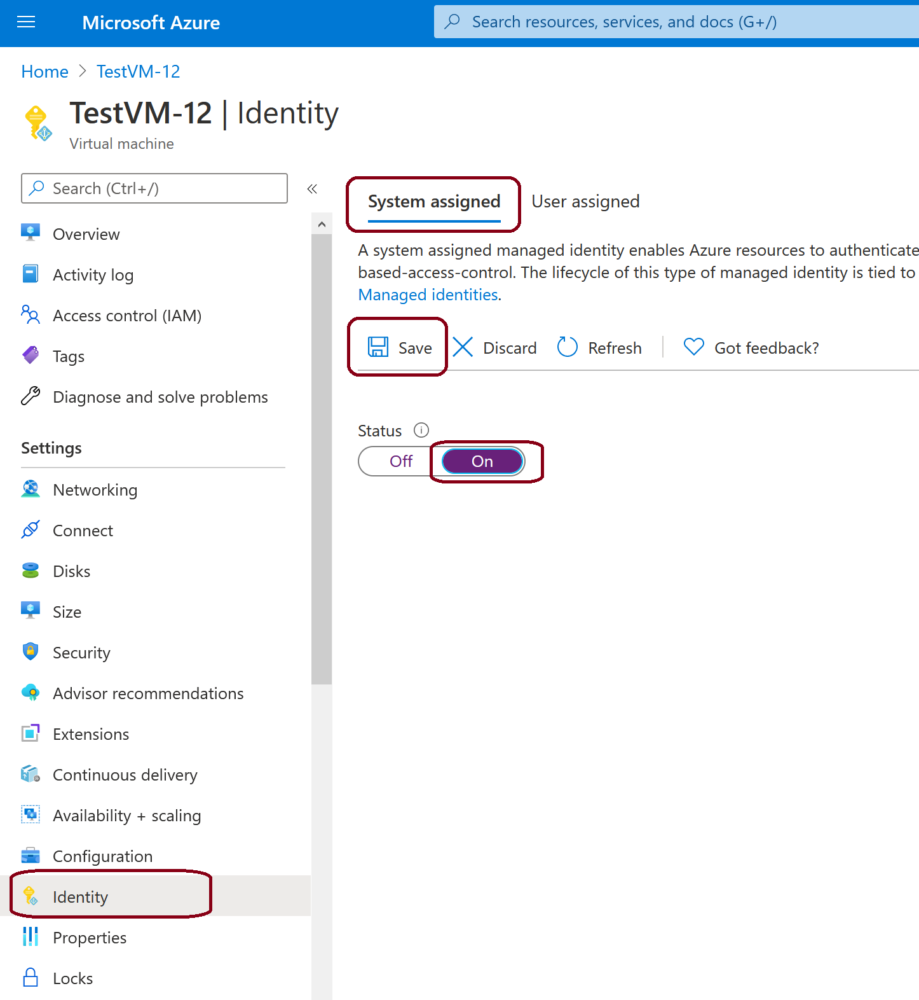 Microsoft Azure
Search resources, services, and docs (G+/)
Home > TestVM-12
TestVM-12 | Identity
Virtual machine
Search (Ctrl+/)
«
Overview
Activity log
Access control (IAM)
Tags
Diagnose and solve problems
Settings
Networking
Connect
Disks
Size
Security
Advisor recommendations
Extensions
Continuous delivery
Availability + scaling
Configuration
Identity
Properties
Locks
System assigned User assigned
A system assigned managed identity enables Azure resources to authenticate
based-access-control. The lifecycle of this type of managed identity is tied to
Managed identities.
Save Discard Refresh Got feedback?
Status
Off On